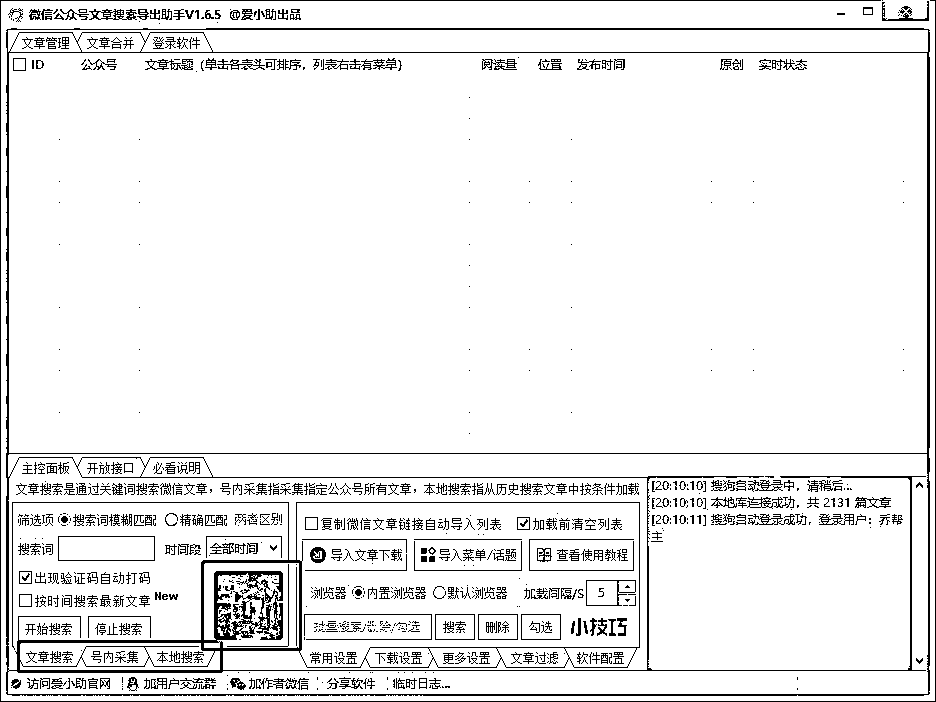 微信公众号文章搜索导出助手V1.6.5 @爱小助出品
文章管理 文章合并 登录软件
ID 公众号 文章标题 (单击各表头可排序，列表右击有菜单) 阅读量 位置 发布时间 原创 实时状态
主控面板 开放接口 必看说明
文章搜索是通过关键词搜索微信文章，号内采集指采集指定公众号所有文章，本地搜索指从历史搜索文章中按条件加载
筛选项 搜索词模糊匹配 精确匹配 两者区别
搜索词 时间段 全部时间
出现验证码自动打码
按时间搜索最新文章 New
开始搜索 停止搜索
文章搜索 号内采集 本地搜索
复制微信文章链接自动导入列表 加载前清空列表
导入文章下载 导入菜单/话题 查看使用教程
浏览器 内置浏览器 默认浏览器 加载间隔/S 5
批量搜索/删除/勾选 搜索 删除 勾选 小技巧
常用设置 下载设置 更多设置 文章过滤 软件配置
[20:10:10] 搜狗自动登录中，请稍后...
[20:10:10] 本地库连接成功，共 2131 篇文章
[20:10:11] 搜狗自动登录成功，登录用户：乔帮
主
访问爱小助官网 加用户交流群 加作者微信 分享软件 临时日志...